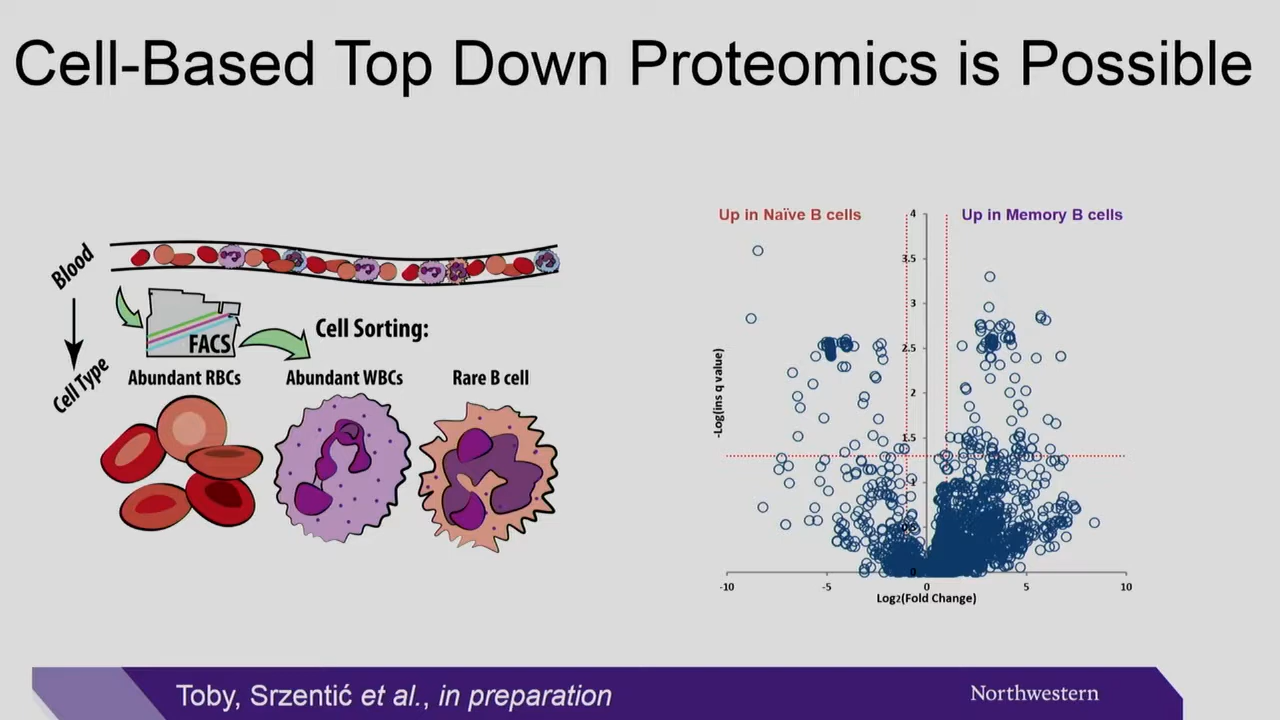 Cell-Based Top Down Proteomics is Possible
Blood
Cell Type
FACS
Cell Sorting:
Abundant RBCs
Abundant WBCs
Rare B cell
Up in Naïve B cells
Up in Memory B cells
4
3.5
3
2.5
2
1.5
1
0.5
0
-Log(ins q value)
-10
-5
0
5
10
Log2(Fold Change)
Toby, Srzentić et al., in preparation
Northwestern